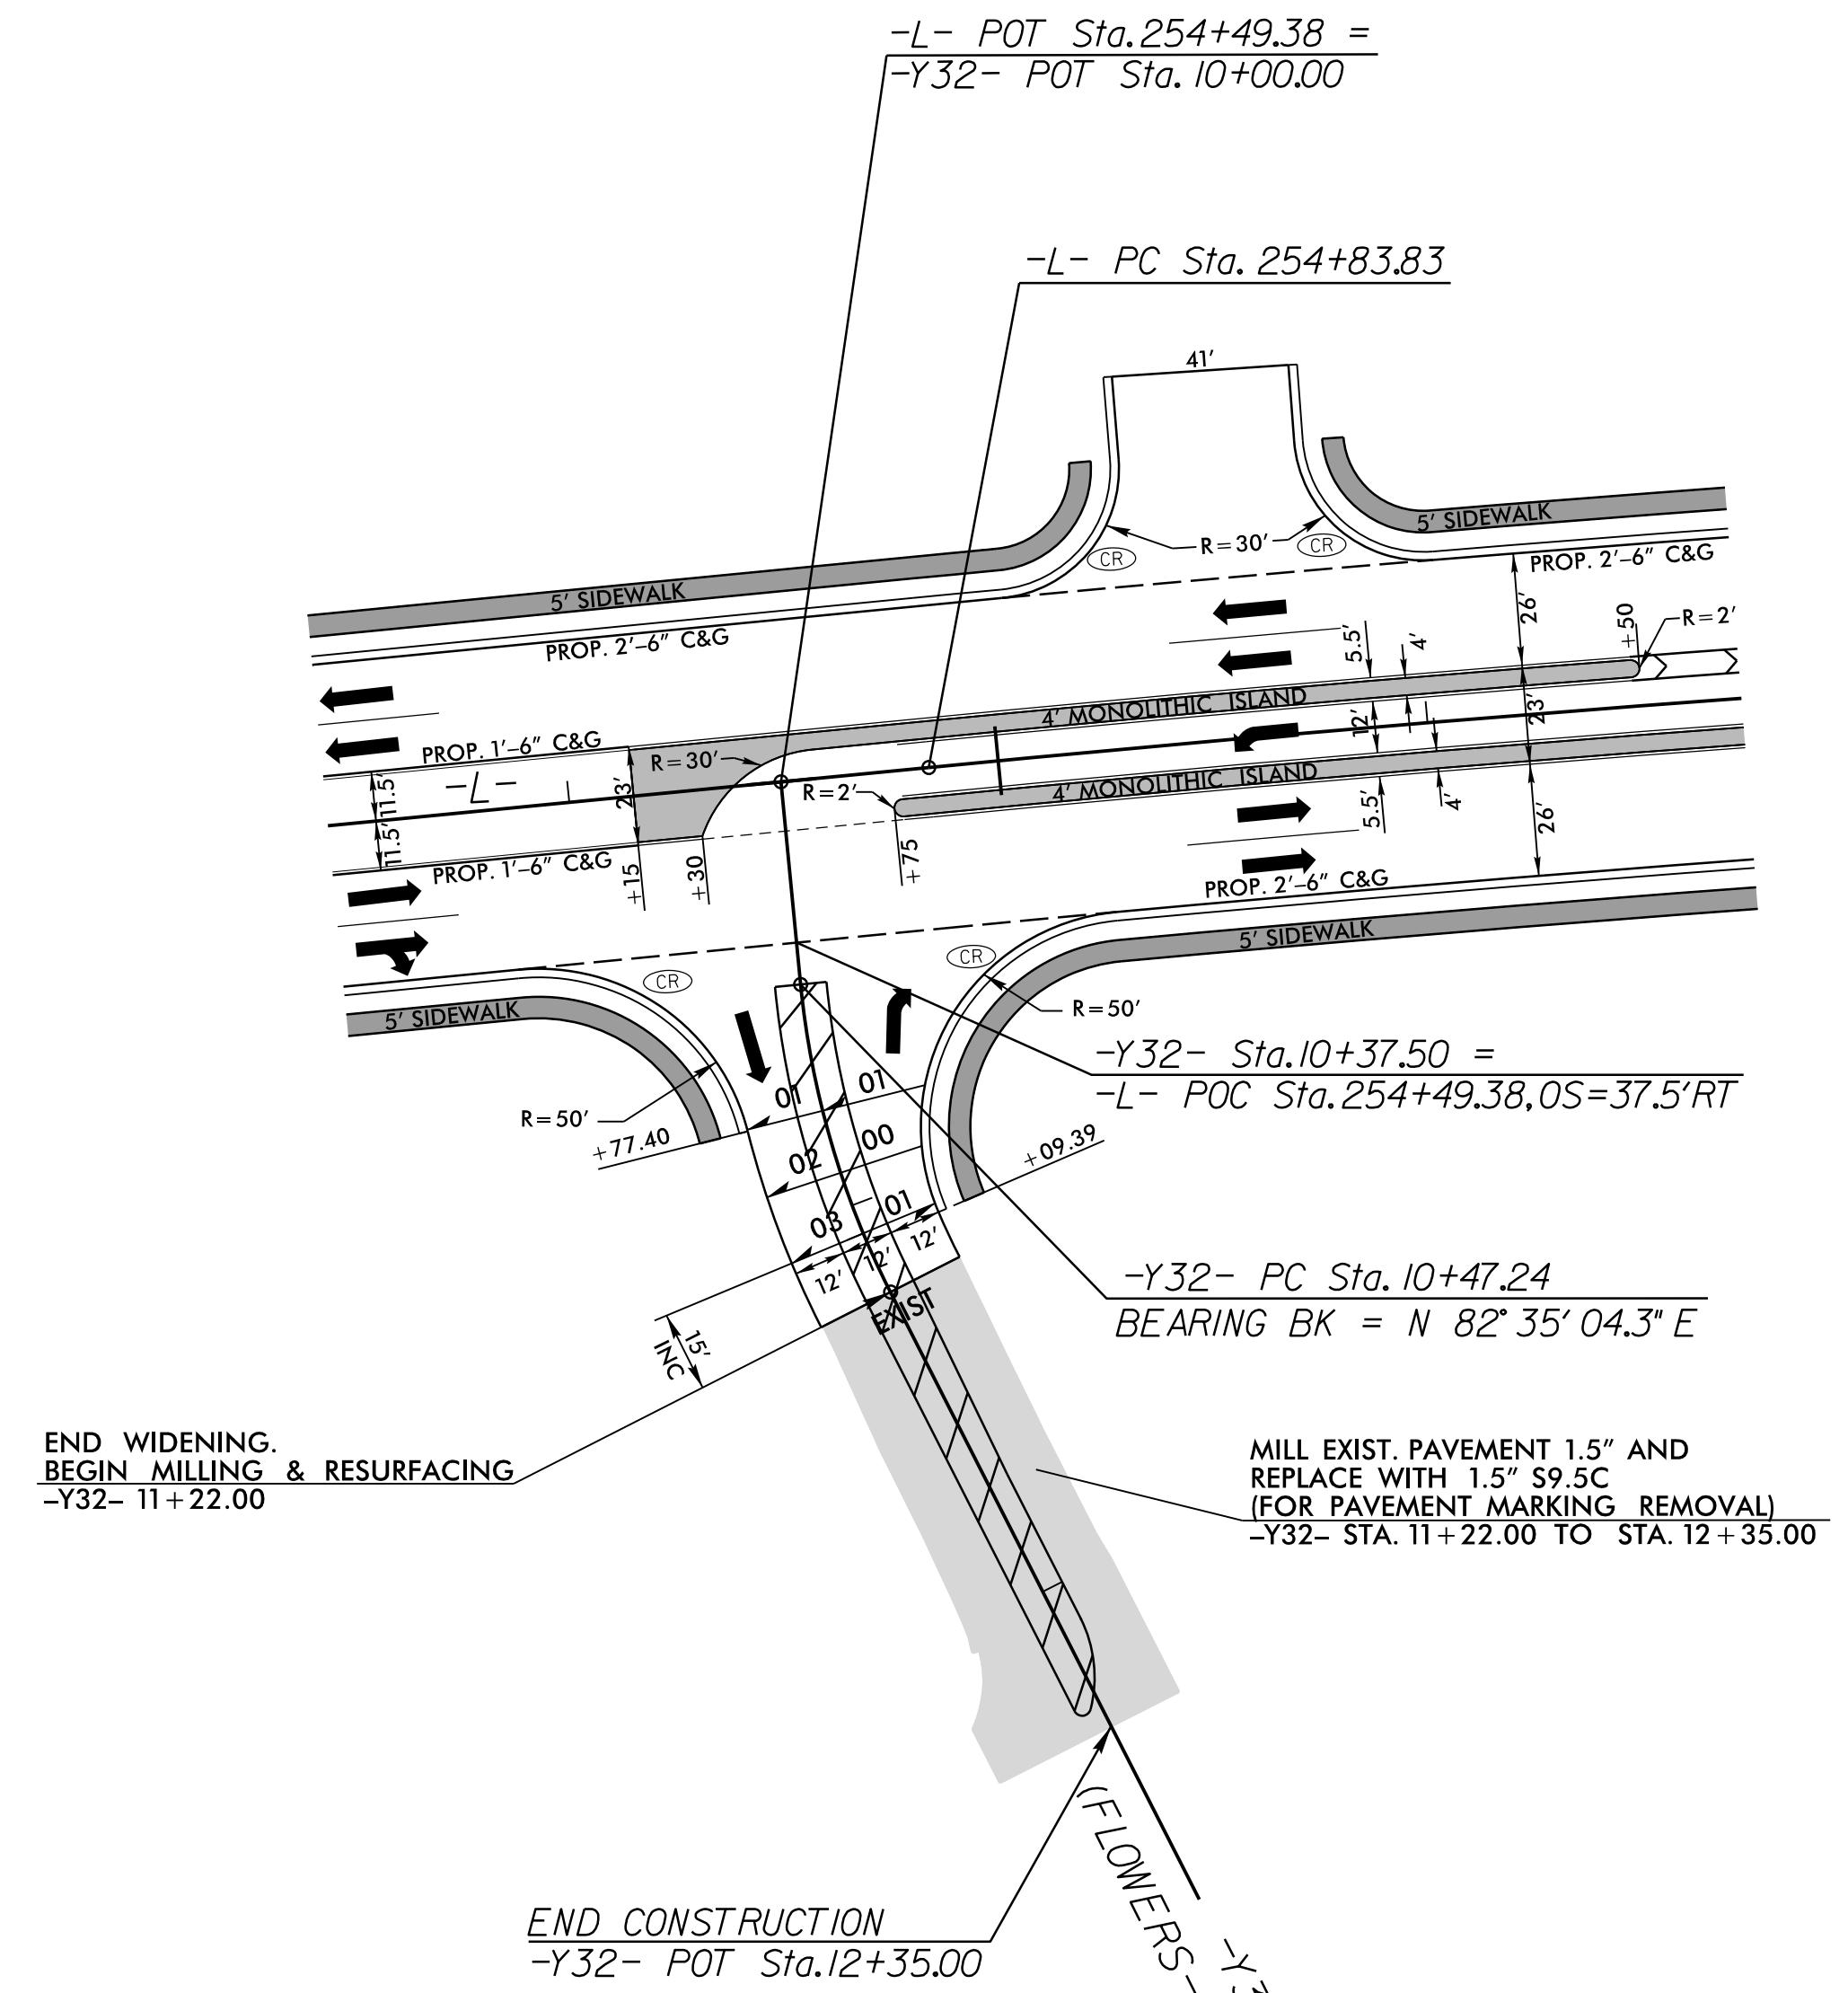 -L- POT Sta. 254+49.38 =
-Y32- POT Sta. 10+00.00
-L- PC Sta. 254+83.83
41'
5' SIDEWALK
R=30'
CR
CR
PROP. 2'-6" C&G
5' SIDEWALK
PROP. 2'-6" C&G
26'
+50
R=2'
5.5'
4'
4' MONOLITHIC ISLAND
12'
23'
PROP. 1'-6" C&G
R=30'
11.5'
-L-
23'
R=2'
4' MONOLITHIC ISLAND
5.5'
4'
26'
11.5'
PROP. 1'-6" C&G
+15
+30
+75
PROP. 2'-6" C&G
5' SIDEWALK
CR
CR
5' SIDEWALK
R=50'
-Y32- Sta. 10+37.50 =
-L- POC Sta. 254+49.38, OS=37.5' RT
R=50'
01
01
+77.40
02
00
+09.39
03
01
12'
12'
12'
-Y32- PC Sta. 10+47.24
BEARING BK = N 82° 35' 04.3" E
EXIST
15'
INC
END WIDENING.
BEGIN MILLING & RESURFACING
-Y32- 11+22.00
MILL EXIST. PAVEMENT 1.5" AND
REPLACE WITH 1.5" S9.5C
(FOR PAVEMENT MARKING REMOVAL)
-Y32- STA. 11+22.00 TO STA. 12+35.00
END CONSTRUCTION
-Y32- POT Sta. 12+35.00
(FLOWERS